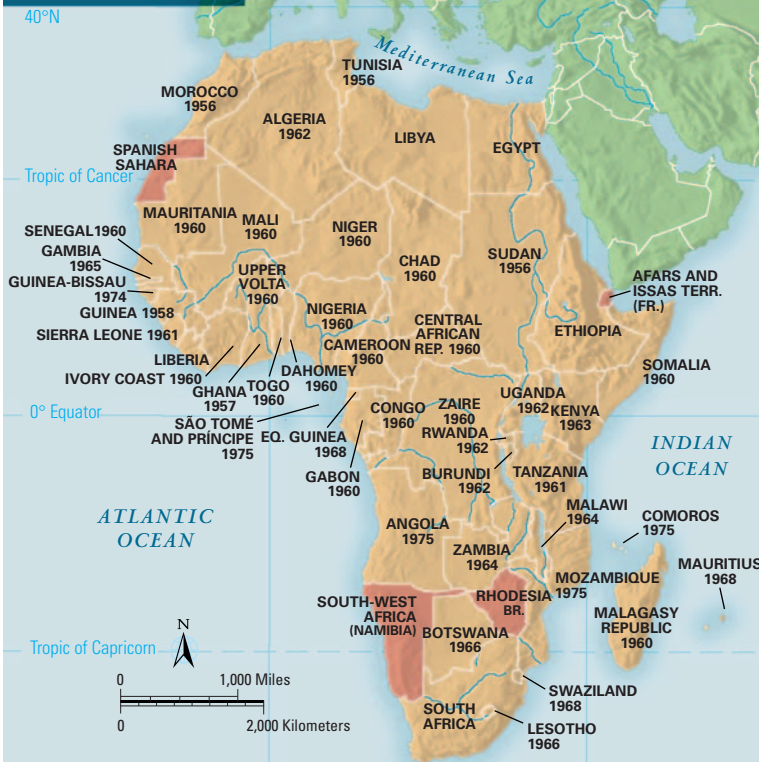 40°N
Mediterranean Sea
TUNISIA
1956
MOROCCO
1956
ALGERIA
1962
LIBYA
EGYPT
SPANISH
SAHARA
Tropic of Cancer
MAURITANIA
1960
MALI
1960
NIGER
1960
CHAD
1960
SUDAN
1956
SENEGAL 1960
GAMBIA
1965
GUINEA-BISSAU
1974
GUINEA 1958
SIERRA LEONE 1961
LIBERIA
IVORY COAST 1960
UPPER
VOLTA
1960
GHANA
1957
TOGO
1960
DAHOMEY
1960
NIGERIA
1960
CAMEROON
1960
CENTRAL
AFRICAN
REP. 1960
AFARS AND
ISSAS TERR.
(FR.)
ETHIOPIA
SOMALIA
1960
0° Equator
SÃO TOMÉ
AND PRÍNCIPE
1975
EQ. GUINEA
1968
GABON
1960
CONGO
1960
ZAIRE
1960
UGANDA
1962
KENYA
1963
RWANDA
1962
BURUNDI
1962
TANZANIA
1961
INDIAN
OCEAN
ATLANTIC
OCEAN
ANGOLA
1975
ZAMBIA
1964
MALAWI
1964
COMOROS
1975
MAURITIUS
1968
MOZAMBIQUE
1975
MALAGASY
REPUBLIC
1960
RHODESIA
BR.
SOUTH-WEST
AFRICA
(NAMIBIA)
BOTSWANA
1966
Tropic of Capricorn
N
0 1,000 Miles
0 2,000 Kilometers
SOUTH
AFRICA
SWAZILAND
1968
LESOTHO
1966